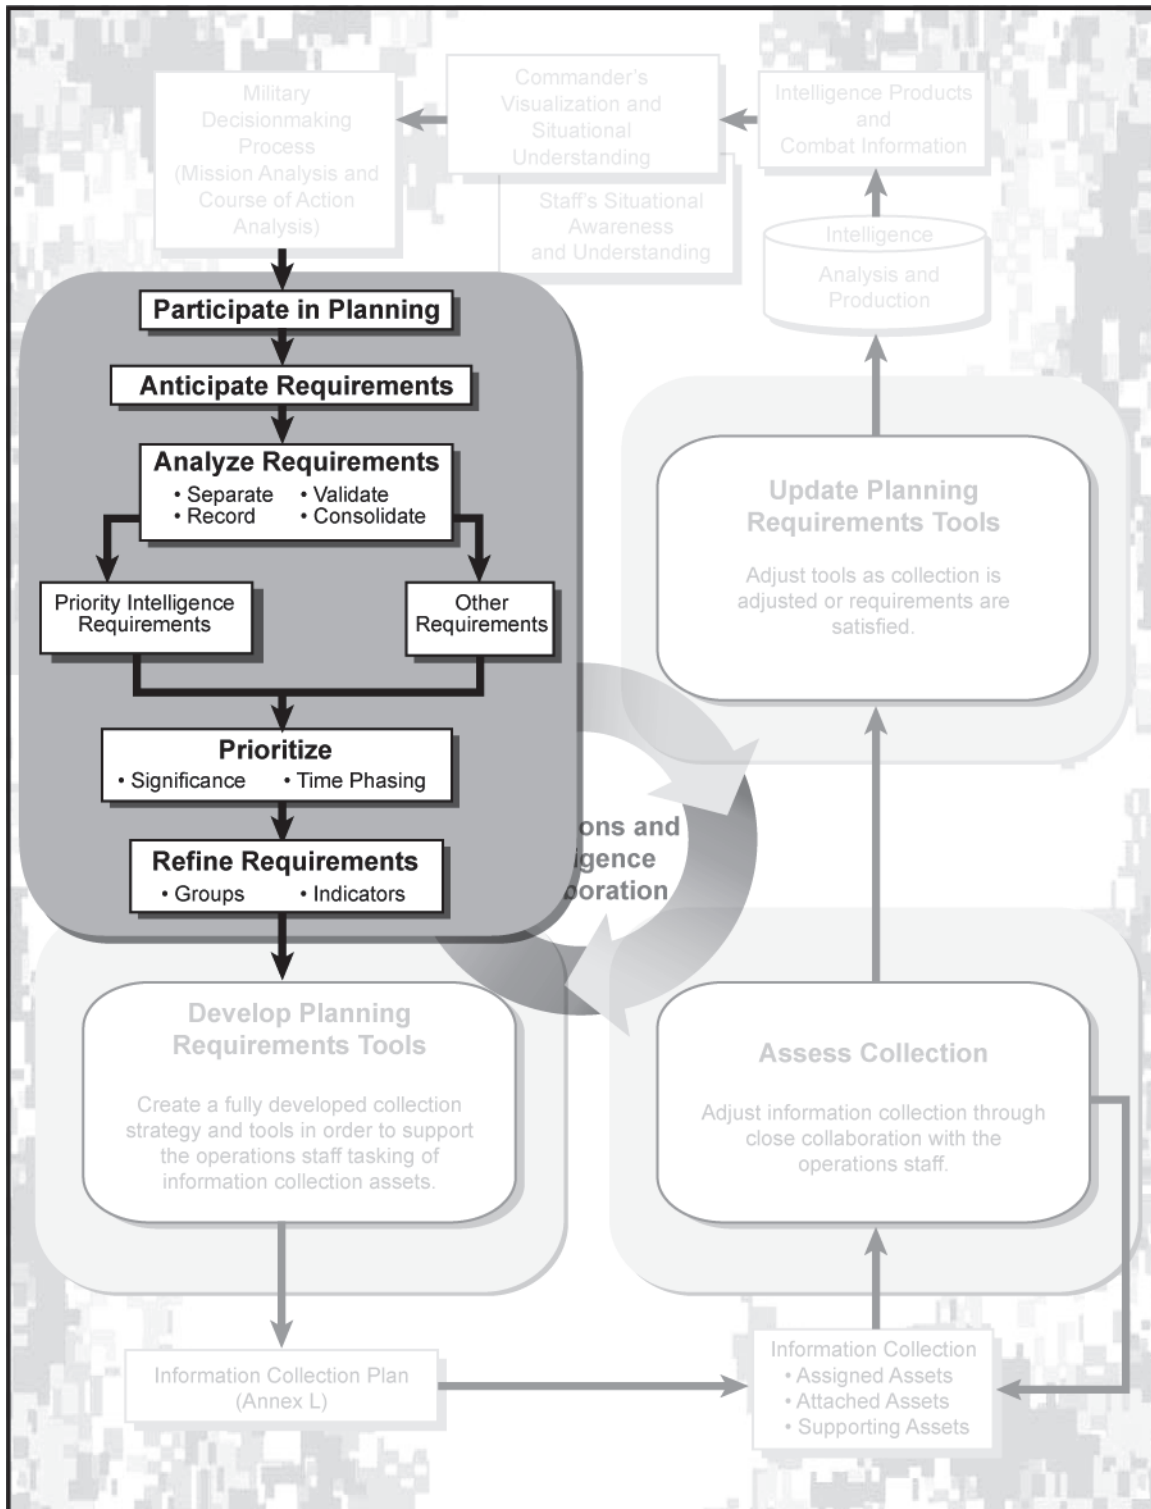 Military
Decisionmaking
Process
(Mission Analysis and
Course of Action
Analysis)
Commander's
Visualization and
Situational
Understanding
Staff's Situational
Awareness
and Understanding
Intelligence Products
and
Combat Information
Intelligence
Analysis and
Production
Participate in Planning
Anticipate Requirements
Analyze Requirements
• Separate • Validate
• Record • Consolidate
Priority Intelligence
Requirements
Other
Requirements
Prioritize
• Significance • Time Phasing
Refine Requirements
• Groups • Indicators
ons and
igence
boration
Update Planning
Requirements Tools
Adjust tools as collection is
adjusted or requirements are
satisfied.
Develop Planning
Requirements Tools
Create a fully developed collection
strategy and tools in order to support
the operations staff tasking of
information collection assets.
Assess Collection
Adjust information collection through
close collaboration with the
operations staff.
Information Collection Plan
(Annex L)
Information Collection
• Assigned Assets
• Attached Assets
• Supporting Assets